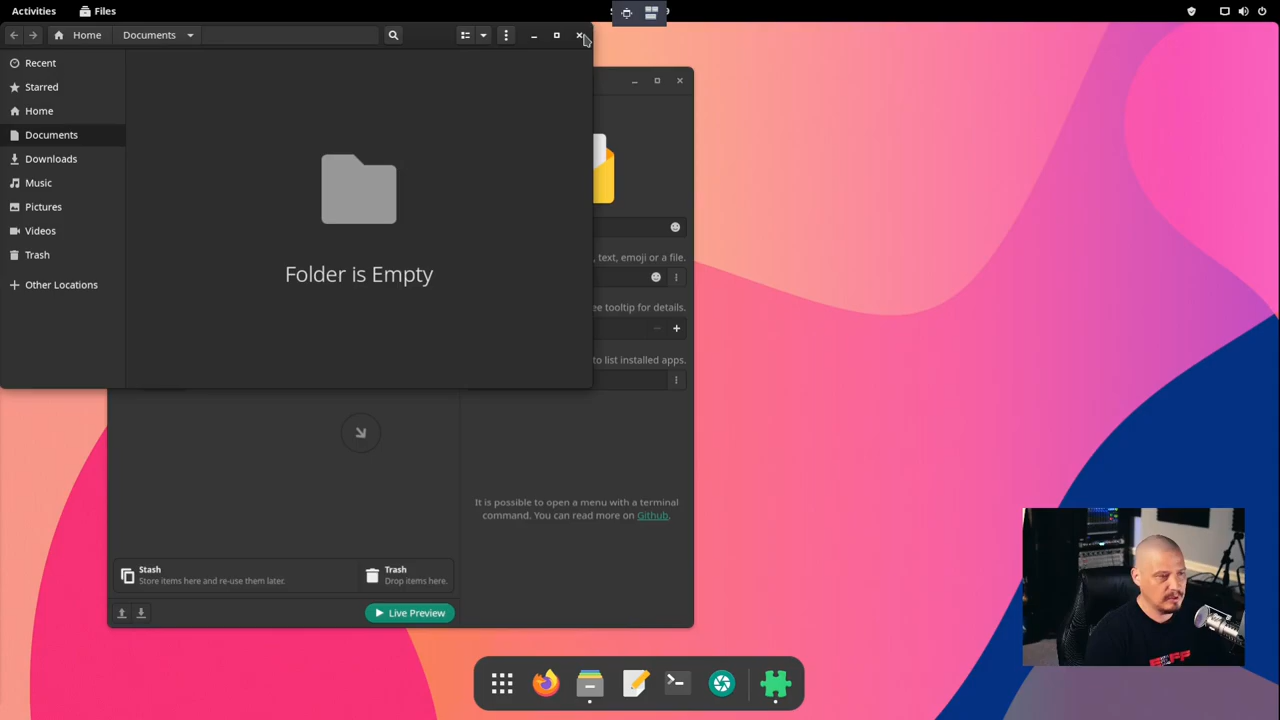 Activities
Files
9
Home
Documents
Recent
Starred
Home
Documents
Downloads
Music
Pictures
Videos
Trash
Other Locations
Folder is Empty
, text, emoji or a file.
ee tooltip for details.
to list installed apps.
It is possible to open a menu with a terminal
command. You can read more on Github.
Stash
Store items here and re-use them later.
Trash
Drop items here.
Live Preview